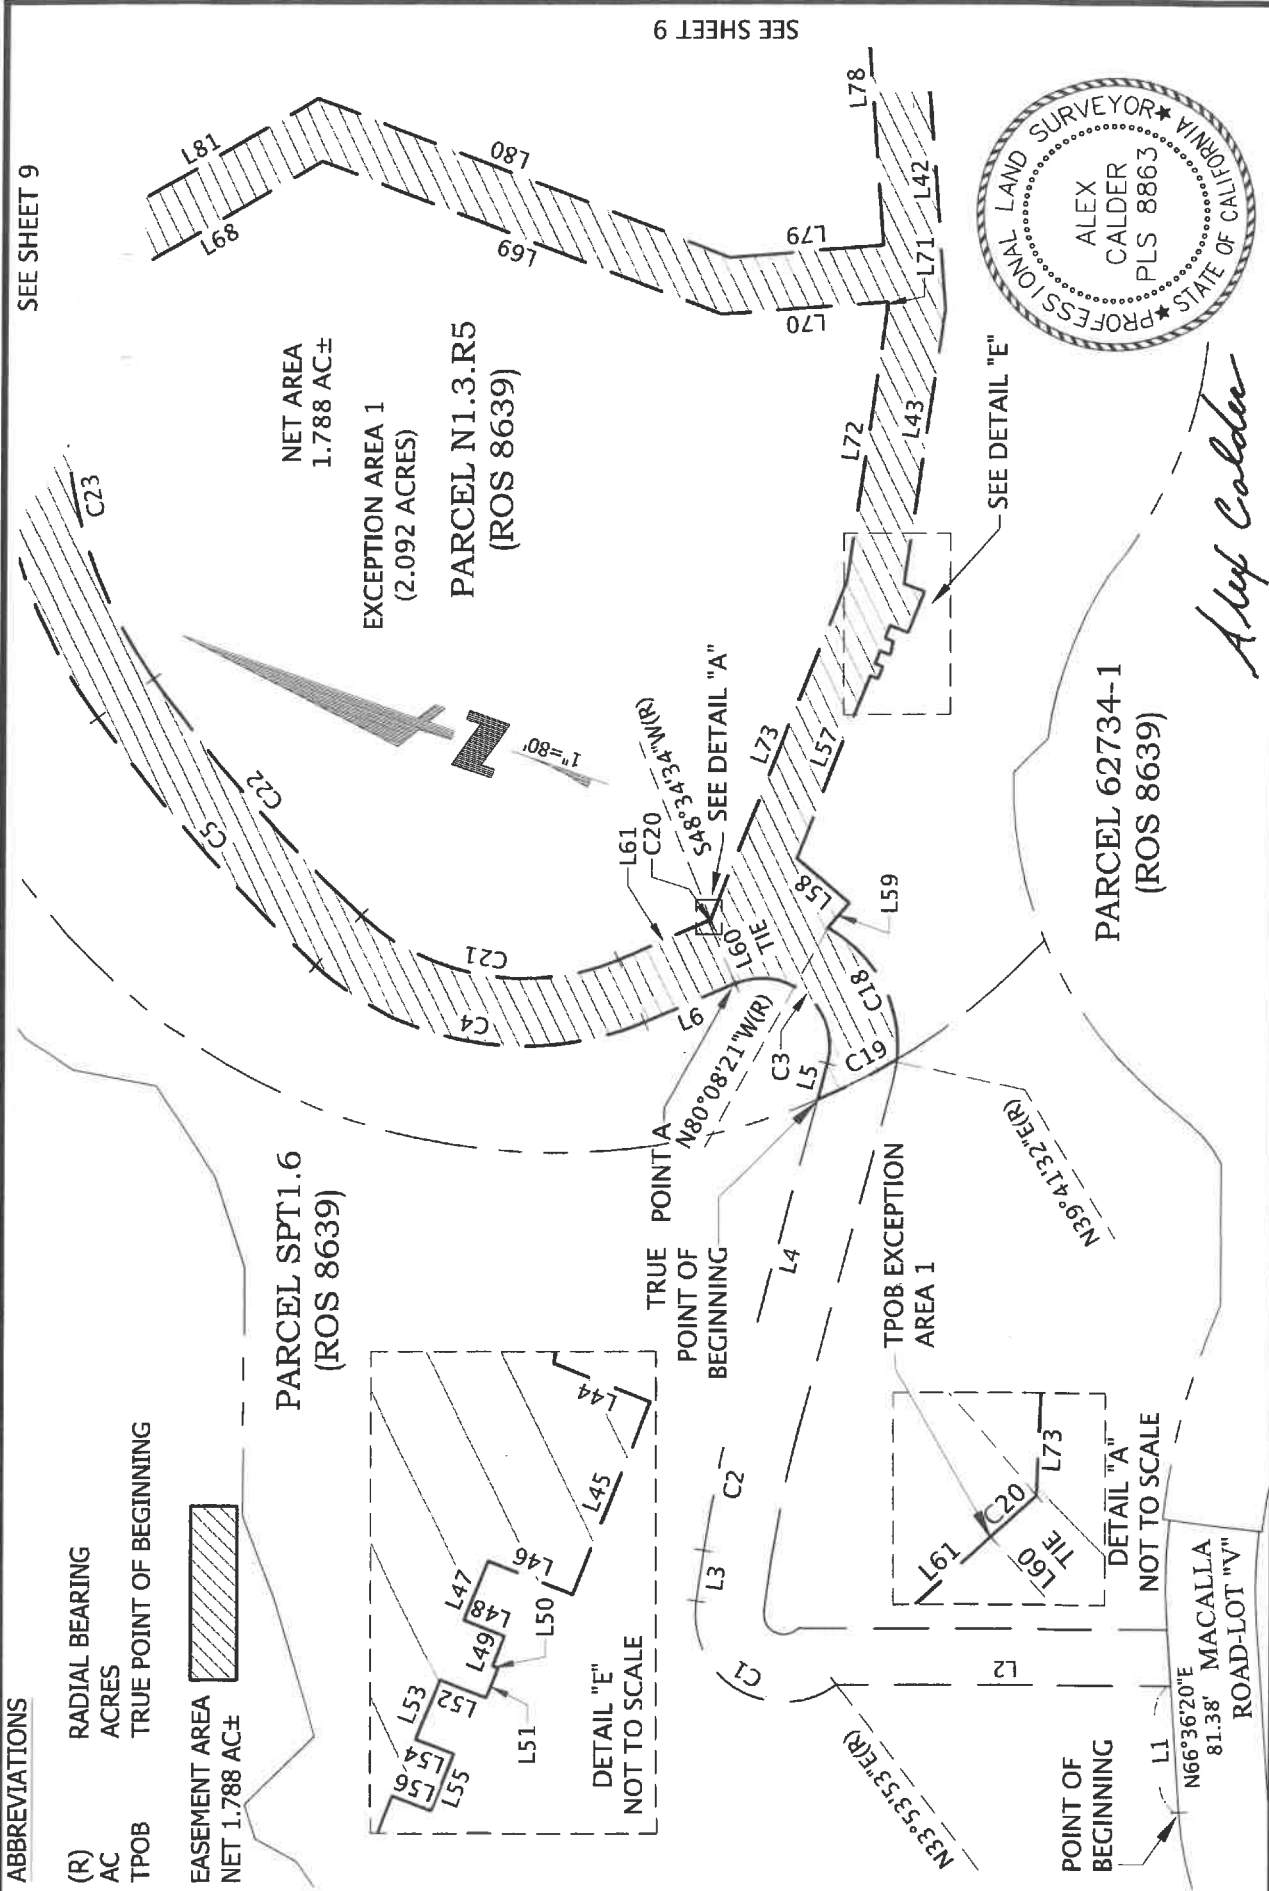 ABBREVIATIONS
(R) RADIAL BEARING
AC ACRES
TPOB TRUE POINT OF BEGINNING
EASEMENT AREA
NET 1.788 AC±
PARCEL SPT1.6
(ROS 8639)
SEE SHEET 9
SEE SHEET 9
NET AREA
1.788 AC±
EXCEPTION AREA 1
(2.092 ACRES)
PARCEL N1.3.R5
(ROS 8639)
1"=80'
C23
C22
C5
C21
C4
L81
L68
L80
L69
L79
L70
L78
L42
L71
L72
L43
L73
L57
L61
C20
S48°34'34"W(R)
SEE DETAIL "A"
SEE DETAIL "E"
L60
TIE
L58
L59
C18
C19
C3
L5
L6
N80°08'21"W(R)
POINT A
TRUE
POINT OF
BEGINNING
L4
C2
L3
C1
L2
L1
N39°41'32"E(R)
N33°53'53"E(R)
TPOB EXCEPTION
AREA 1
L61
C20
L60
TIE
L73
DETAIL "A"
NOT TO SCALE
L44
L45
L46
L47
L48
L49
L50
L51
L52
L53
L54
L55
L56
DETAIL "E"
NOT TO SCALE
POINT OF
BEGINNING
N66°36'20"E
81.38'
MACALLA
ROAD-LOT "V"
PARCEL 62734-1
(ROS 8639)
PROFESSIONAL LAND SURVEYOR
STATE OF CALIFORNIA
ALEX
CALDER
PLS 8863
Alex Calder